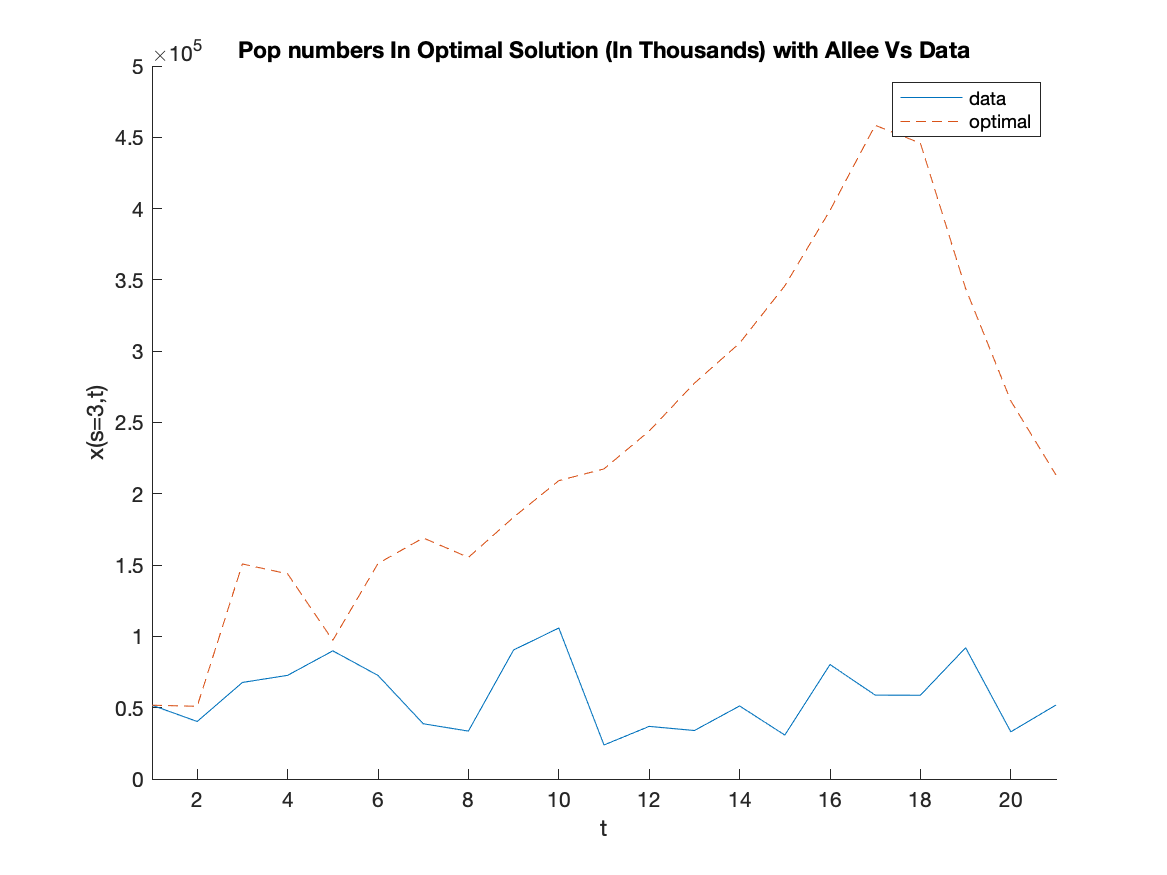 ×10⁵
Pop numbers In Optimal Solution (In Thousands) with Allee Vs Data
data
optimal
5
4.5
4
3.5
3
2.5
2
1.5
1
0.5
0
x(s=3,t)
2 4 6 8 10 12 14 16 18 20
t